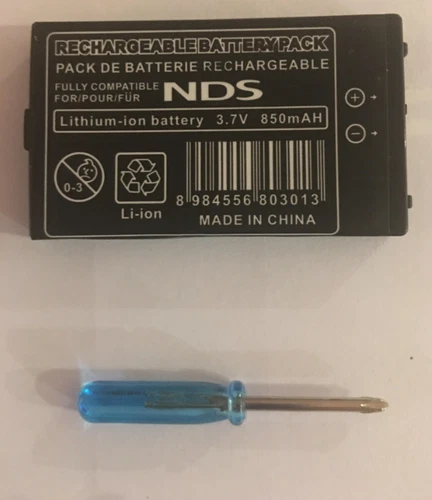 RECHARGEABLE BATTERY PACK
PACK DE BATTERIE RECHARGEABLE
FULLY COMPATIBLE
FOR/POUR/FÜR NDS
Lithium-ion battery 3.7V 850mAH
+
−
0-3
Li-ion
8 984556 803013
MADE IN CHINA